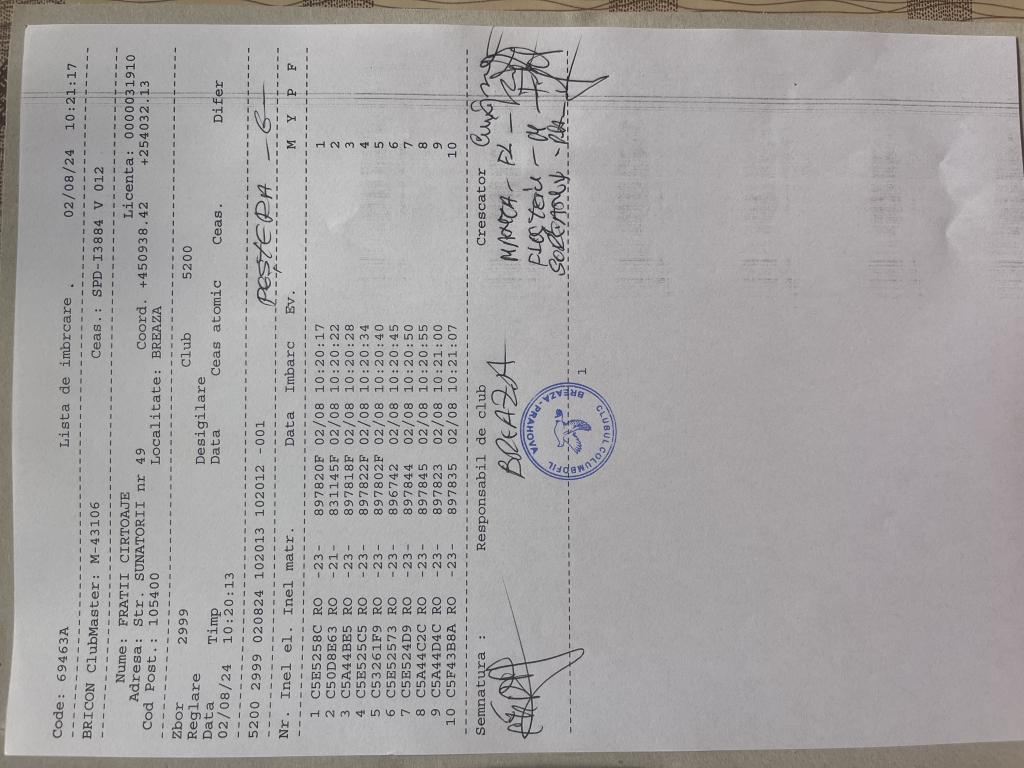 Code: 69463A Lista de imbrcare . 02/08/24 10:21:17
BRICON ClubMaster: M-43106 Ceas.: SPD-I3884 V 012
Nume: FRATII CIRTOAJE Licenta: 0000031910
Adresa: Str. SUNATORII nr 49 Coord. +450938.42 +254032.13
Cod Post.: 105400 Localitate: BREAZA
Zbor 2999 Club 5200
Reglare Desigilare
Data Timp Data Ceas atomic Ceas. Difer
02/08/24 10:20:13
5200 2999 020824 102013 102012 -001 POSTERA - 6 -
Nr. Inel el. Inel matr. Data Imbarc Ev. M Y P F
1 C5E5258C RO -23- 897820F 02/08 10:20:17 1
2 C50D8E63 RO -21- 831145F 02/08 10:20:22 2
3 C5A44BE5 RO -23- 897818F 02/08 10:20:28 3
4 C5E525C5 RO -23- 897822F 02/08 10:20:34 4
5 C53261F9 RO -23- 897802F 02/08 10:20:40 5
6 C5E52573 RO -23- 896742 02/08 10:20:45 6
7 C5E524D9 RO -23- 897844 02/08 10:20:50 7
8 C5A44C2C RO -23- 897845 02/08 10:20:55 8
9 C5A44D4C RO -23- 897823 02/08 10:21:00 9
10 C5F43B8A RO -23- 897835 02/08 10:21:07 10
Semnatura : Responsabil de club Crescator
BREAZA
CLUBUL COLUMBOFIL BREAZA - PRAHOVA
1